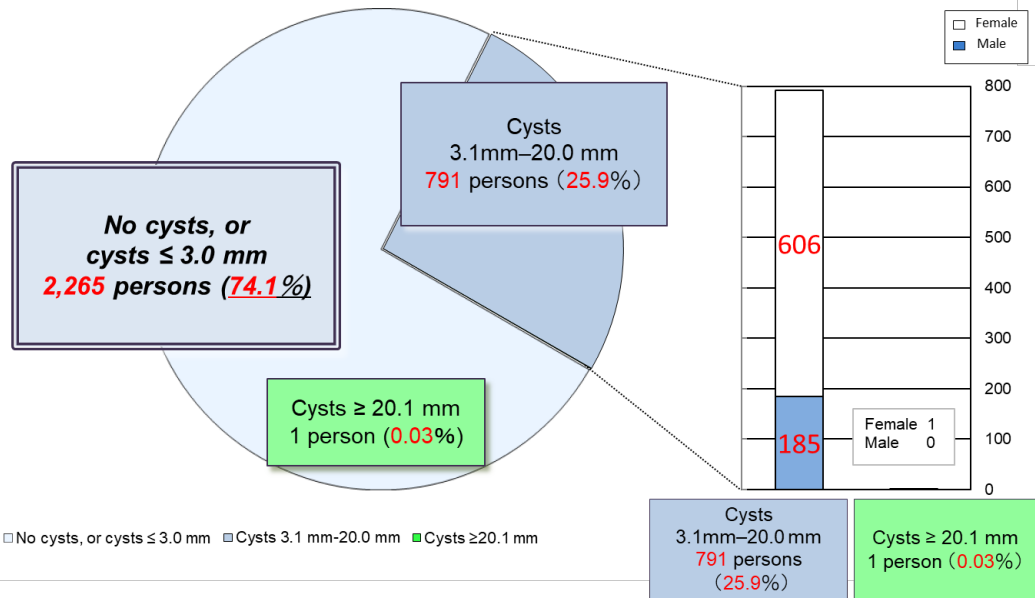 Female
Male
Cysts
3.1mm–20.0 mm
791 persons（25.9%）
No cysts, or
cysts ≤ 3.0 mm
2,265 persons (74.1%)
Cysts ≥ 20.1 mm
1 person (0.03%)
800
700
600
500
400
300
200
100
0
606
185
Female 1
Male 0
No cysts, or cysts ≤ 3.0 mm
Cysts 3.1 mm-20.0 mm
Cysts ≥20.1 mm
Cysts
3.1mm–20.0 mm
791 persons
(25.9%)
Cysts ≥ 20.1 mm
1 person (0.03%)